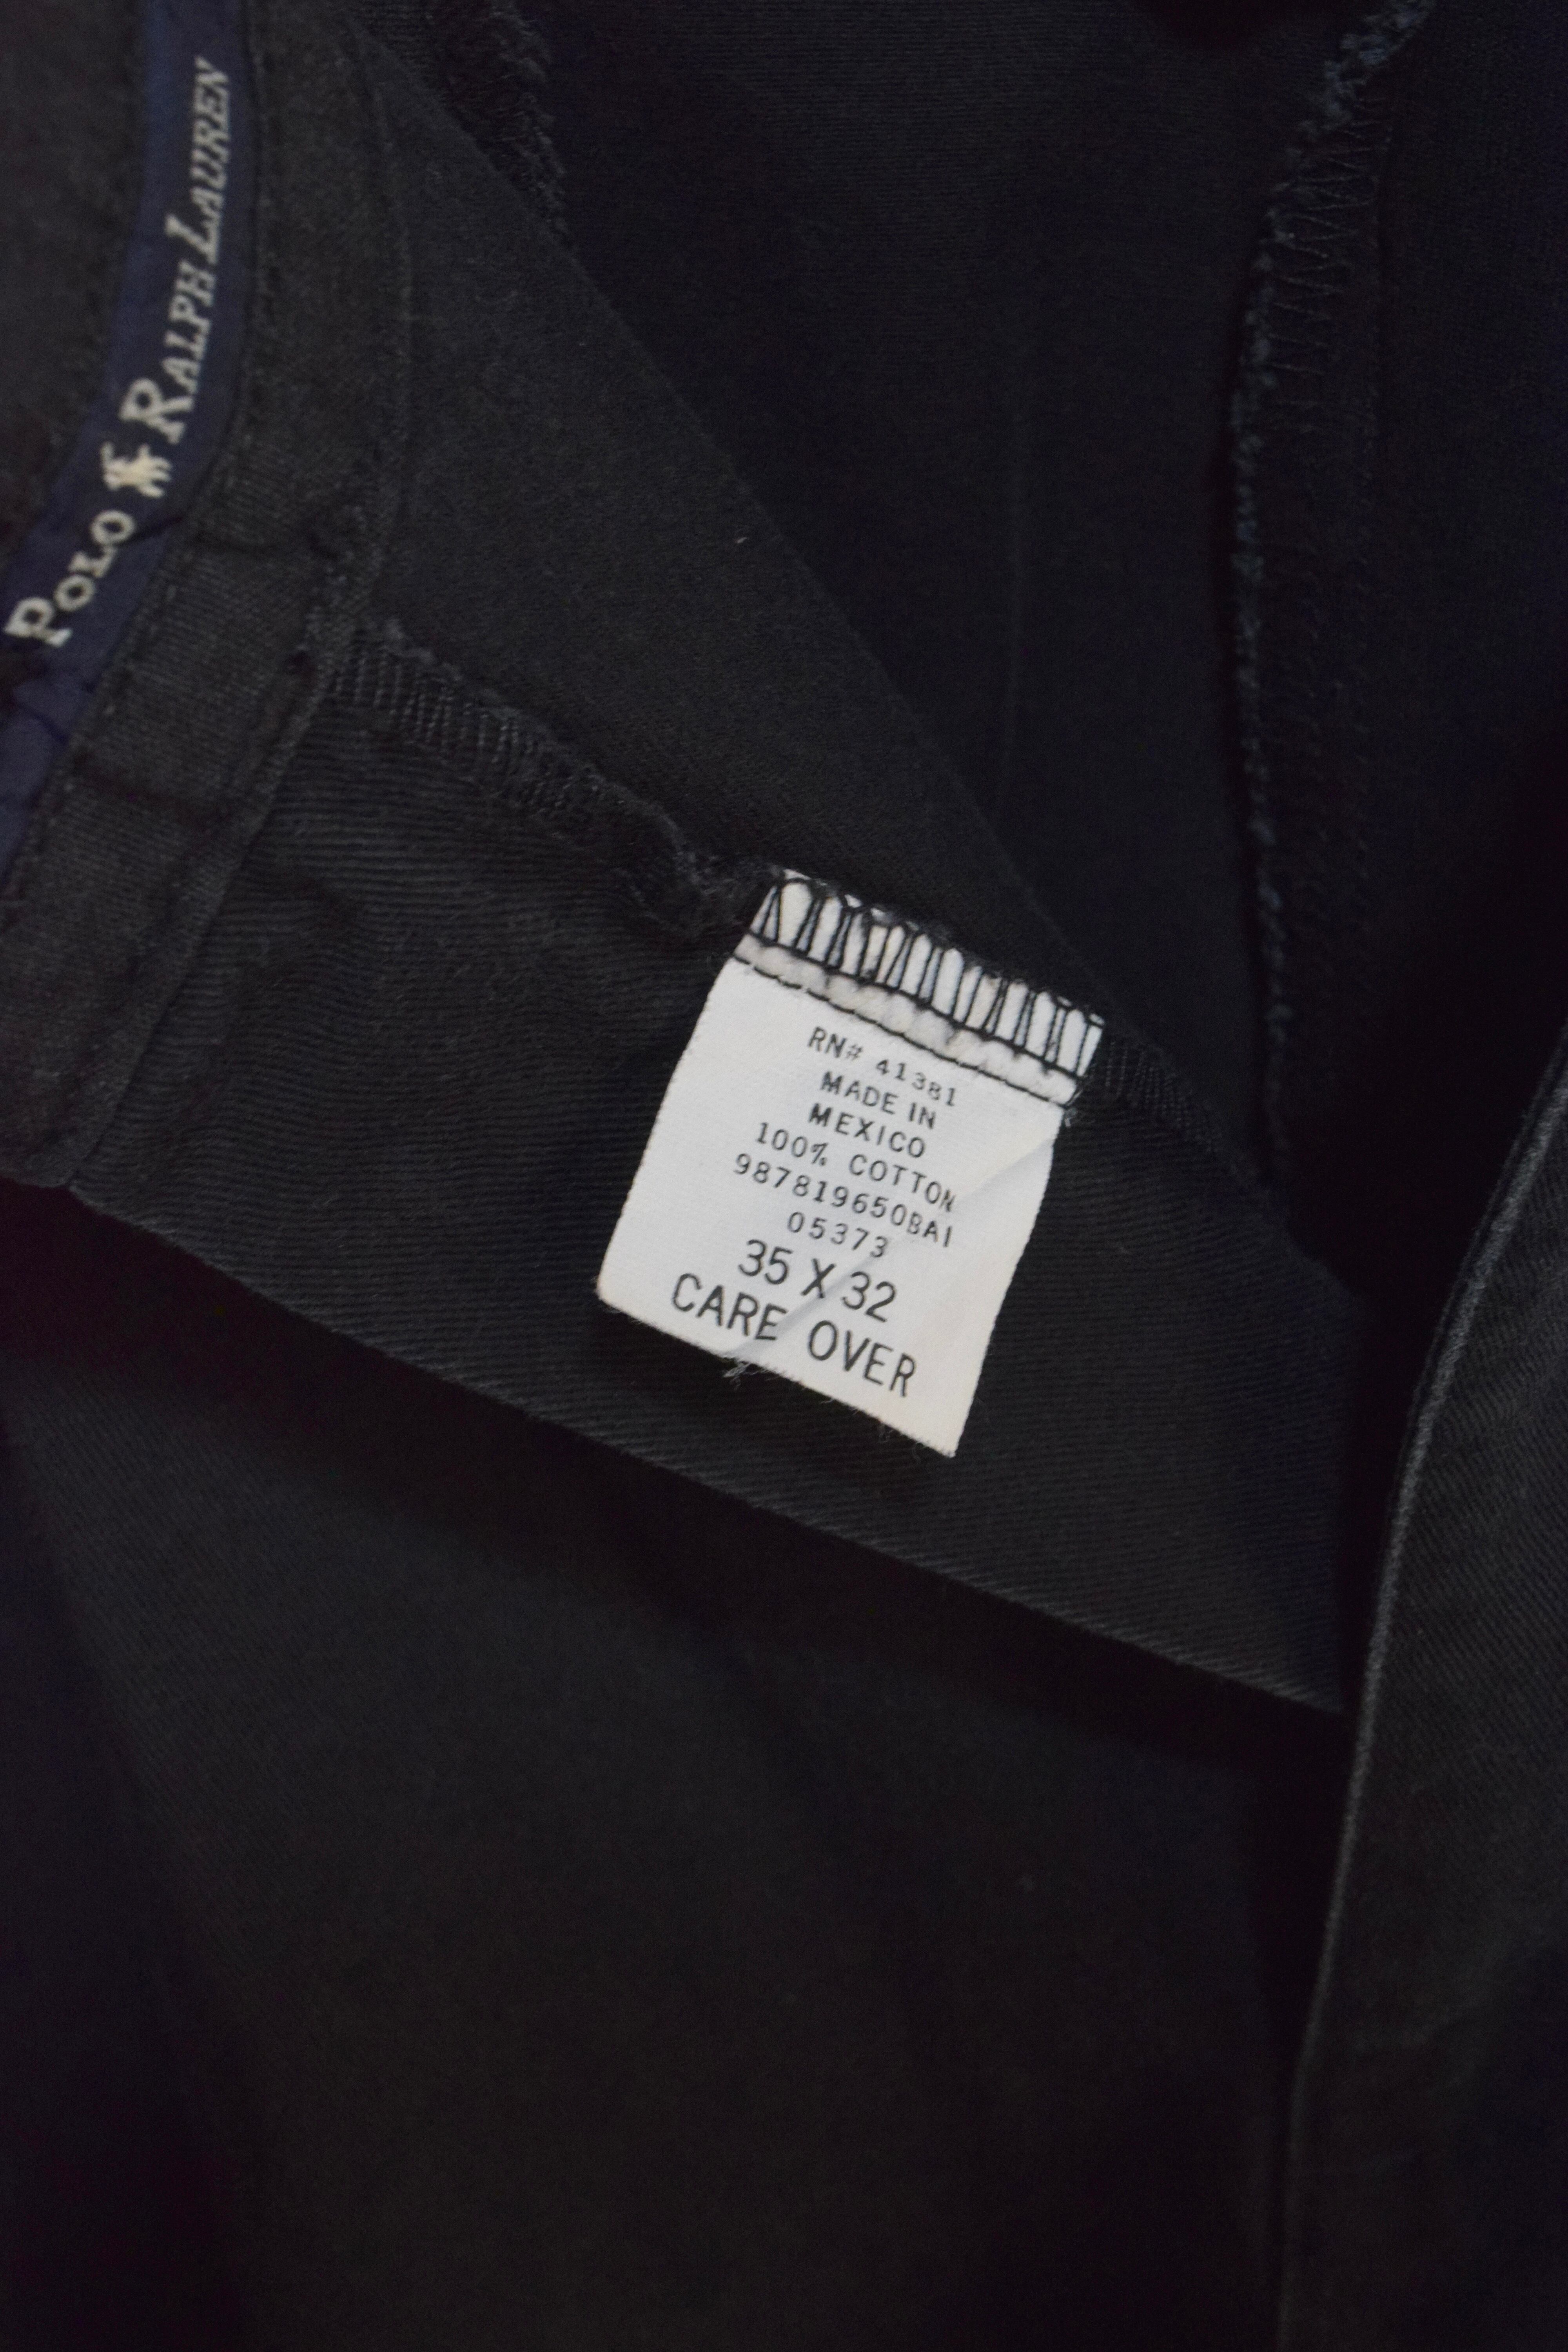 POLO RALPH LAUREN
RN# 41381
MADE IN
MEXICO
100% COTTON
987819650BAI
05373
35 X 32
CARE OVER